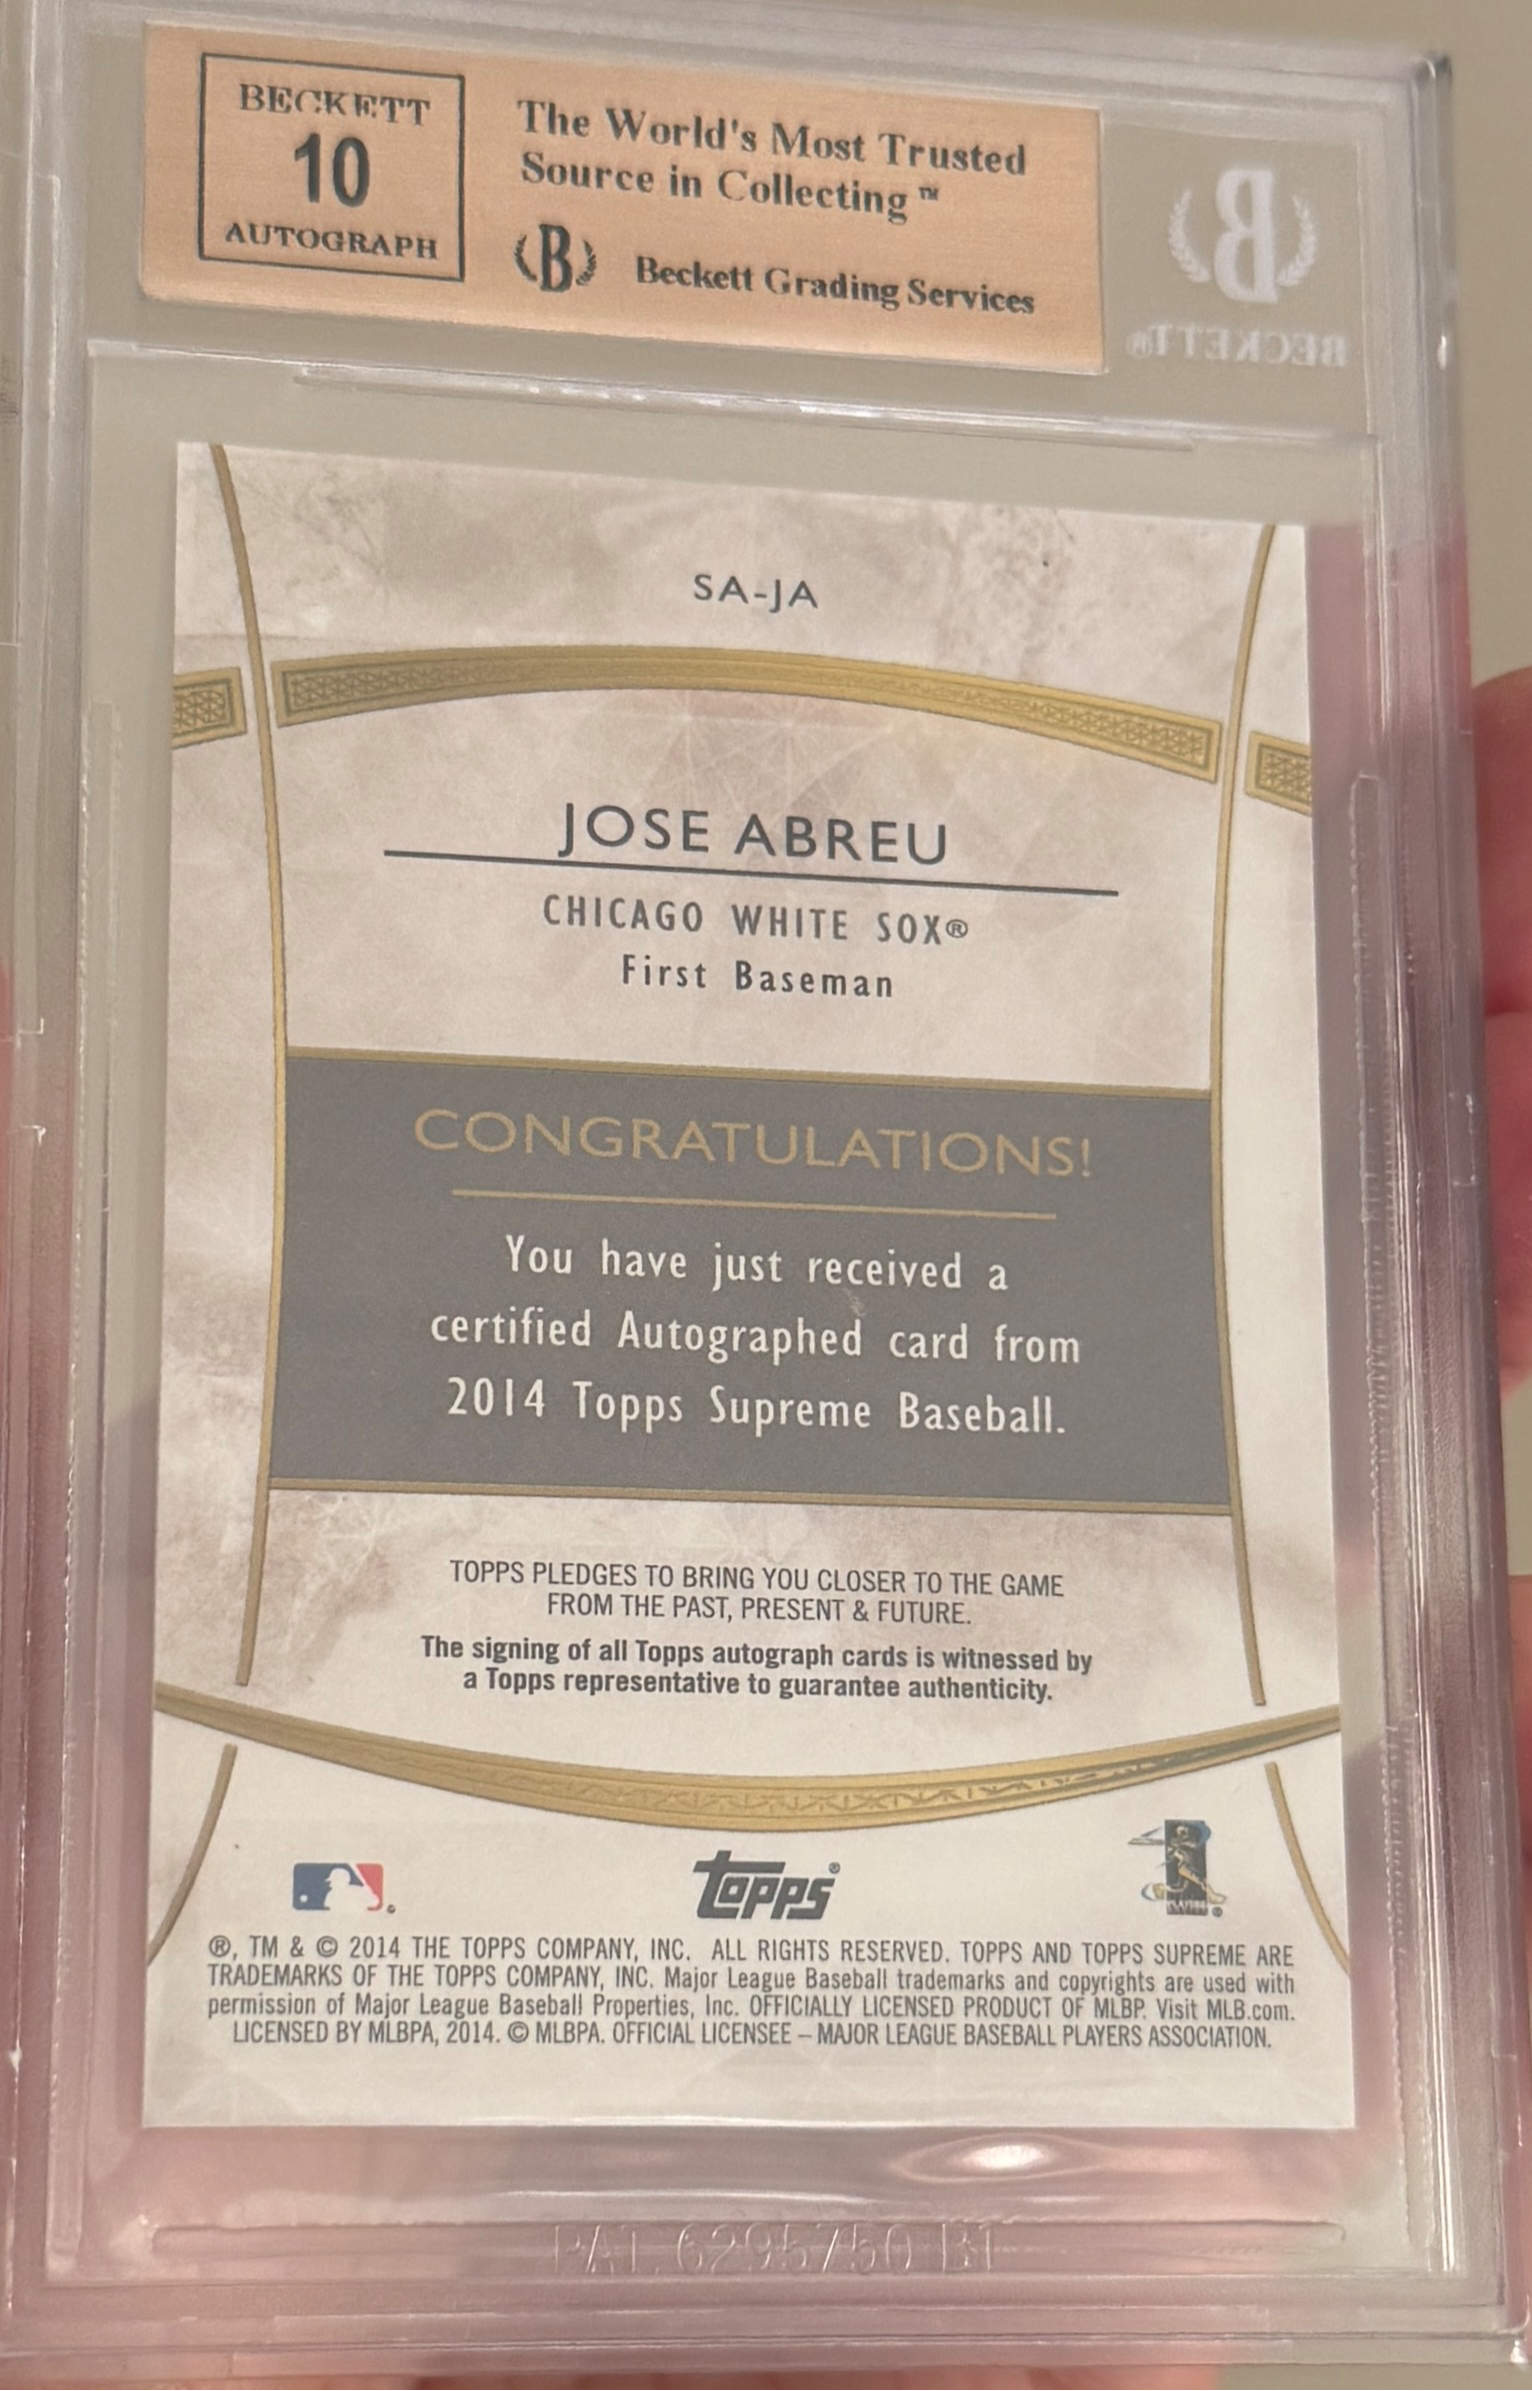 BECKETT
10
AUTOGRAPH
The World's Most Trusted
Source in Collecting™
B
Beckett Grading Services
B
BECKETT®
SA-JA
JOSE ABREU
CHICAGO WHITE SOX®
First Baseman
CONGRATULATIONS!
You have just received a
certified Autographed card from
2014 Topps Supreme Baseball.
TOPPS PLEDGES TO BRING YOU CLOSER TO THE GAME
FROM THE PAST, PRESENT & FUTURE.
The signing of all Topps autograph cards is witnessed by
a Topps representative to guarantee authenticity.
topps®
®, TM & © 2014 THE TOPPS COMPANY, INC. ALL RIGHTS RESERVED. TOPPS AND TOPPS SUPREME ARE
TRADEMARKS OF THE TOPPS COMPANY, INC. Major League Baseball trademarks and copyrights are used with
permission of Major League Baseball Properties, Inc. OFFICIALLY LICENSED PRODUCT OF MLBP. Visit MLB.com.
LICENSED BY MLBPA, 2014. © MLBPA. OFFICIAL LICENSEE – MAJOR LEAGUE BASEBALL PLAYERS ASSOCIATION.
PAT. 6295750 B1